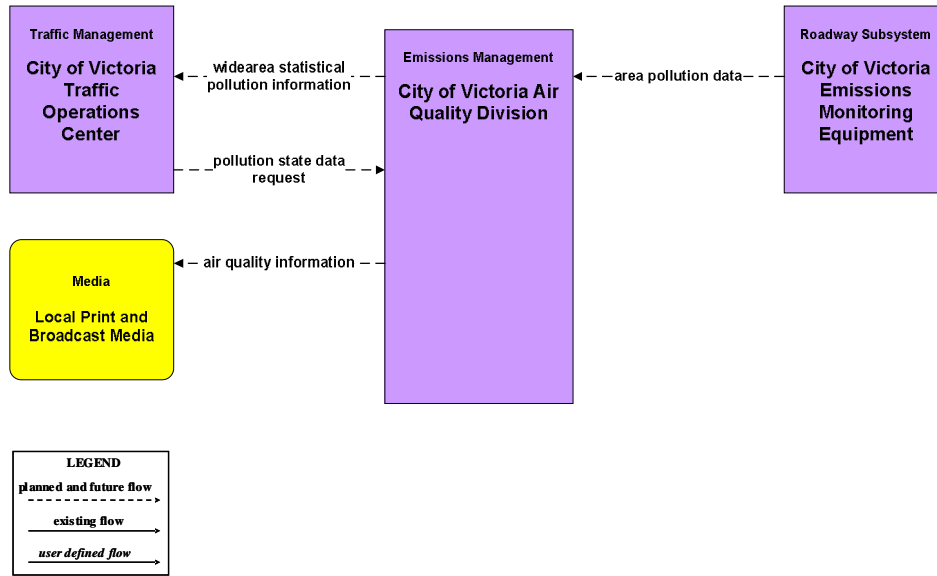 Traffic Management
City of Victoria
Traffic
Operations
Center
widearea statistical
pollution information
pollution state data
request
Emissions Management
City of Victoria Air
Quality Division
area pollution data
Roadway Subsystem
City of Victoria
Emissions
Monitoring
Equipment
air quality information
Media
Local Print and
Broadcast Media
LEGEND
planned and future flow
existing flow
user defined flow